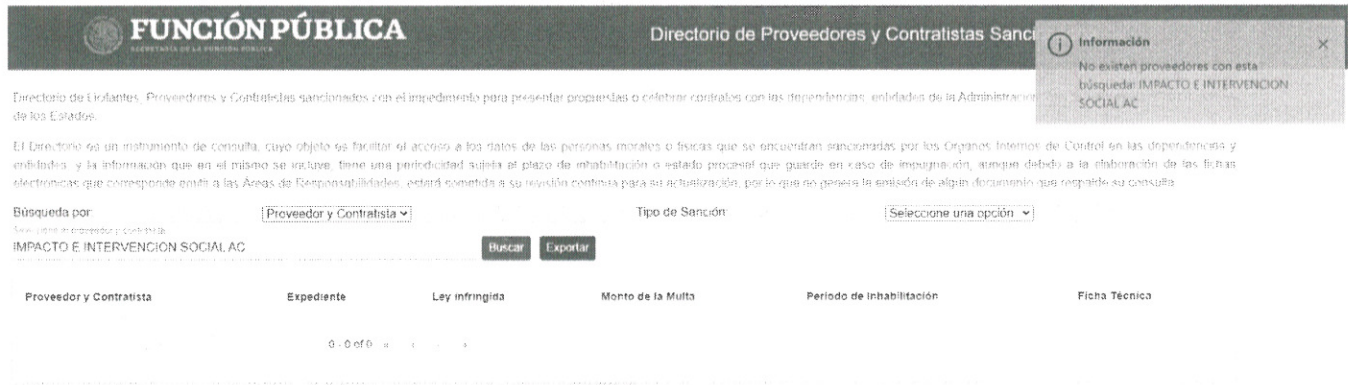 FUNCIÓN PÚBLICA
SECRETARÍA DE LA FUNCIÓN PÚBLICA
Directorio de Proveedores y Contratistas Sanci
Información
No existen proveedores con esta
búsqueda: IMPACTO E INTERVENCION
SOCIAL AC
Directorio de Licitantes, Proveedores y Contratistas sancionados con el impedimento para presentar propuestas o celebrar contratos con las dependencias, entidades de la Administracion
de los Estados.
El Directorio es un instrumento de consulta, cuyo objeto es facilitar el acceso a los datos de las personas morales o físicas que se encuentran sancionadas por los Órganos Internos de Control en las dependencias y
entidades, y la información que en el mismo se incluye, tiene una periodicidad sujeta al plazo de inhabilitación o estado procesal que guarde en caso de impugnación, aunque debido a la elaboración de las fichas
electrónicas que corresponde emitir a las Áreas de Responsabilidades, estará sometida a su revisión continua para su actualización, por lo que no genera la emisión de algún documento que respalde su consulta
Búsqueda por:
Proveedor y Contratista
Tipo de Sanción:
Seleccione una opción
IMPACTO E INTERVENCION SOCIAL AC
Buscar
Exportar
Proveedor y Contratista Expediente Ley infringida Monto de la Multa Período de Inhabilitación Ficha Técnica
0 - 0 of 0